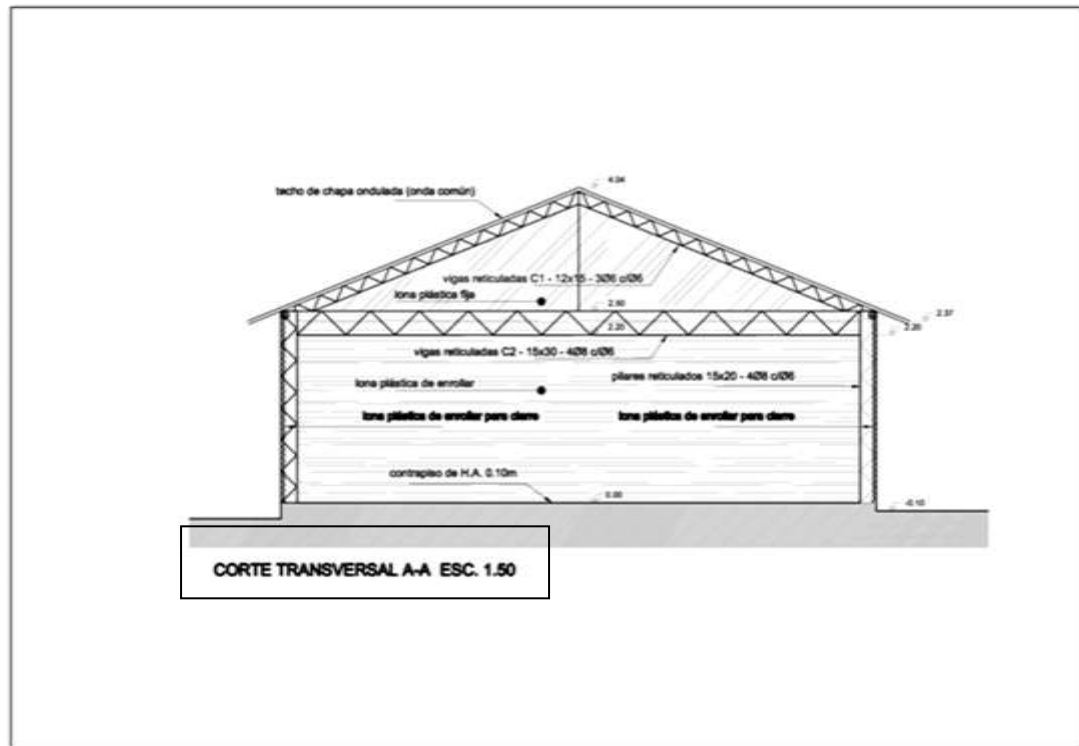 4.04
techo de chapa ondulada (onda común)
vigas reticuladas C1 - 12x15 - 3Ø6 c/Ø6
lona plástica fija
2.50
2.37
2.20
2.20
vigas reticuladas C2 - 15x30 - 4Ø8 c/Ø6
pilares reticulados 15x20 - 4Ø8 c/Ø6
lona plástica de enrollar
lona plástica de enrollar para cierre
lona plástica de enrollar para cierre
contrapiso de H.A. 0.10m
0.00
-0.10
CORTE TRANSVERSAL A-A ESC. 1.50